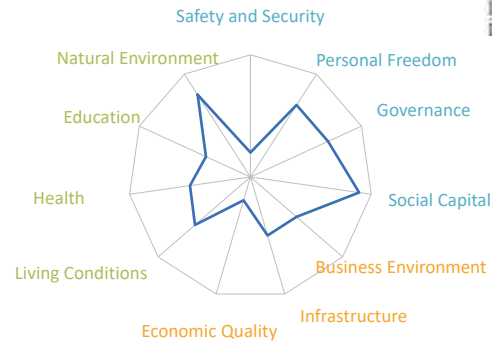 Safety and Security
Natural Environment
Personal Freedom
Education
Governance
Health
Social Capital
Living Conditions
Business Environment
Infrastructure
Economic Quality